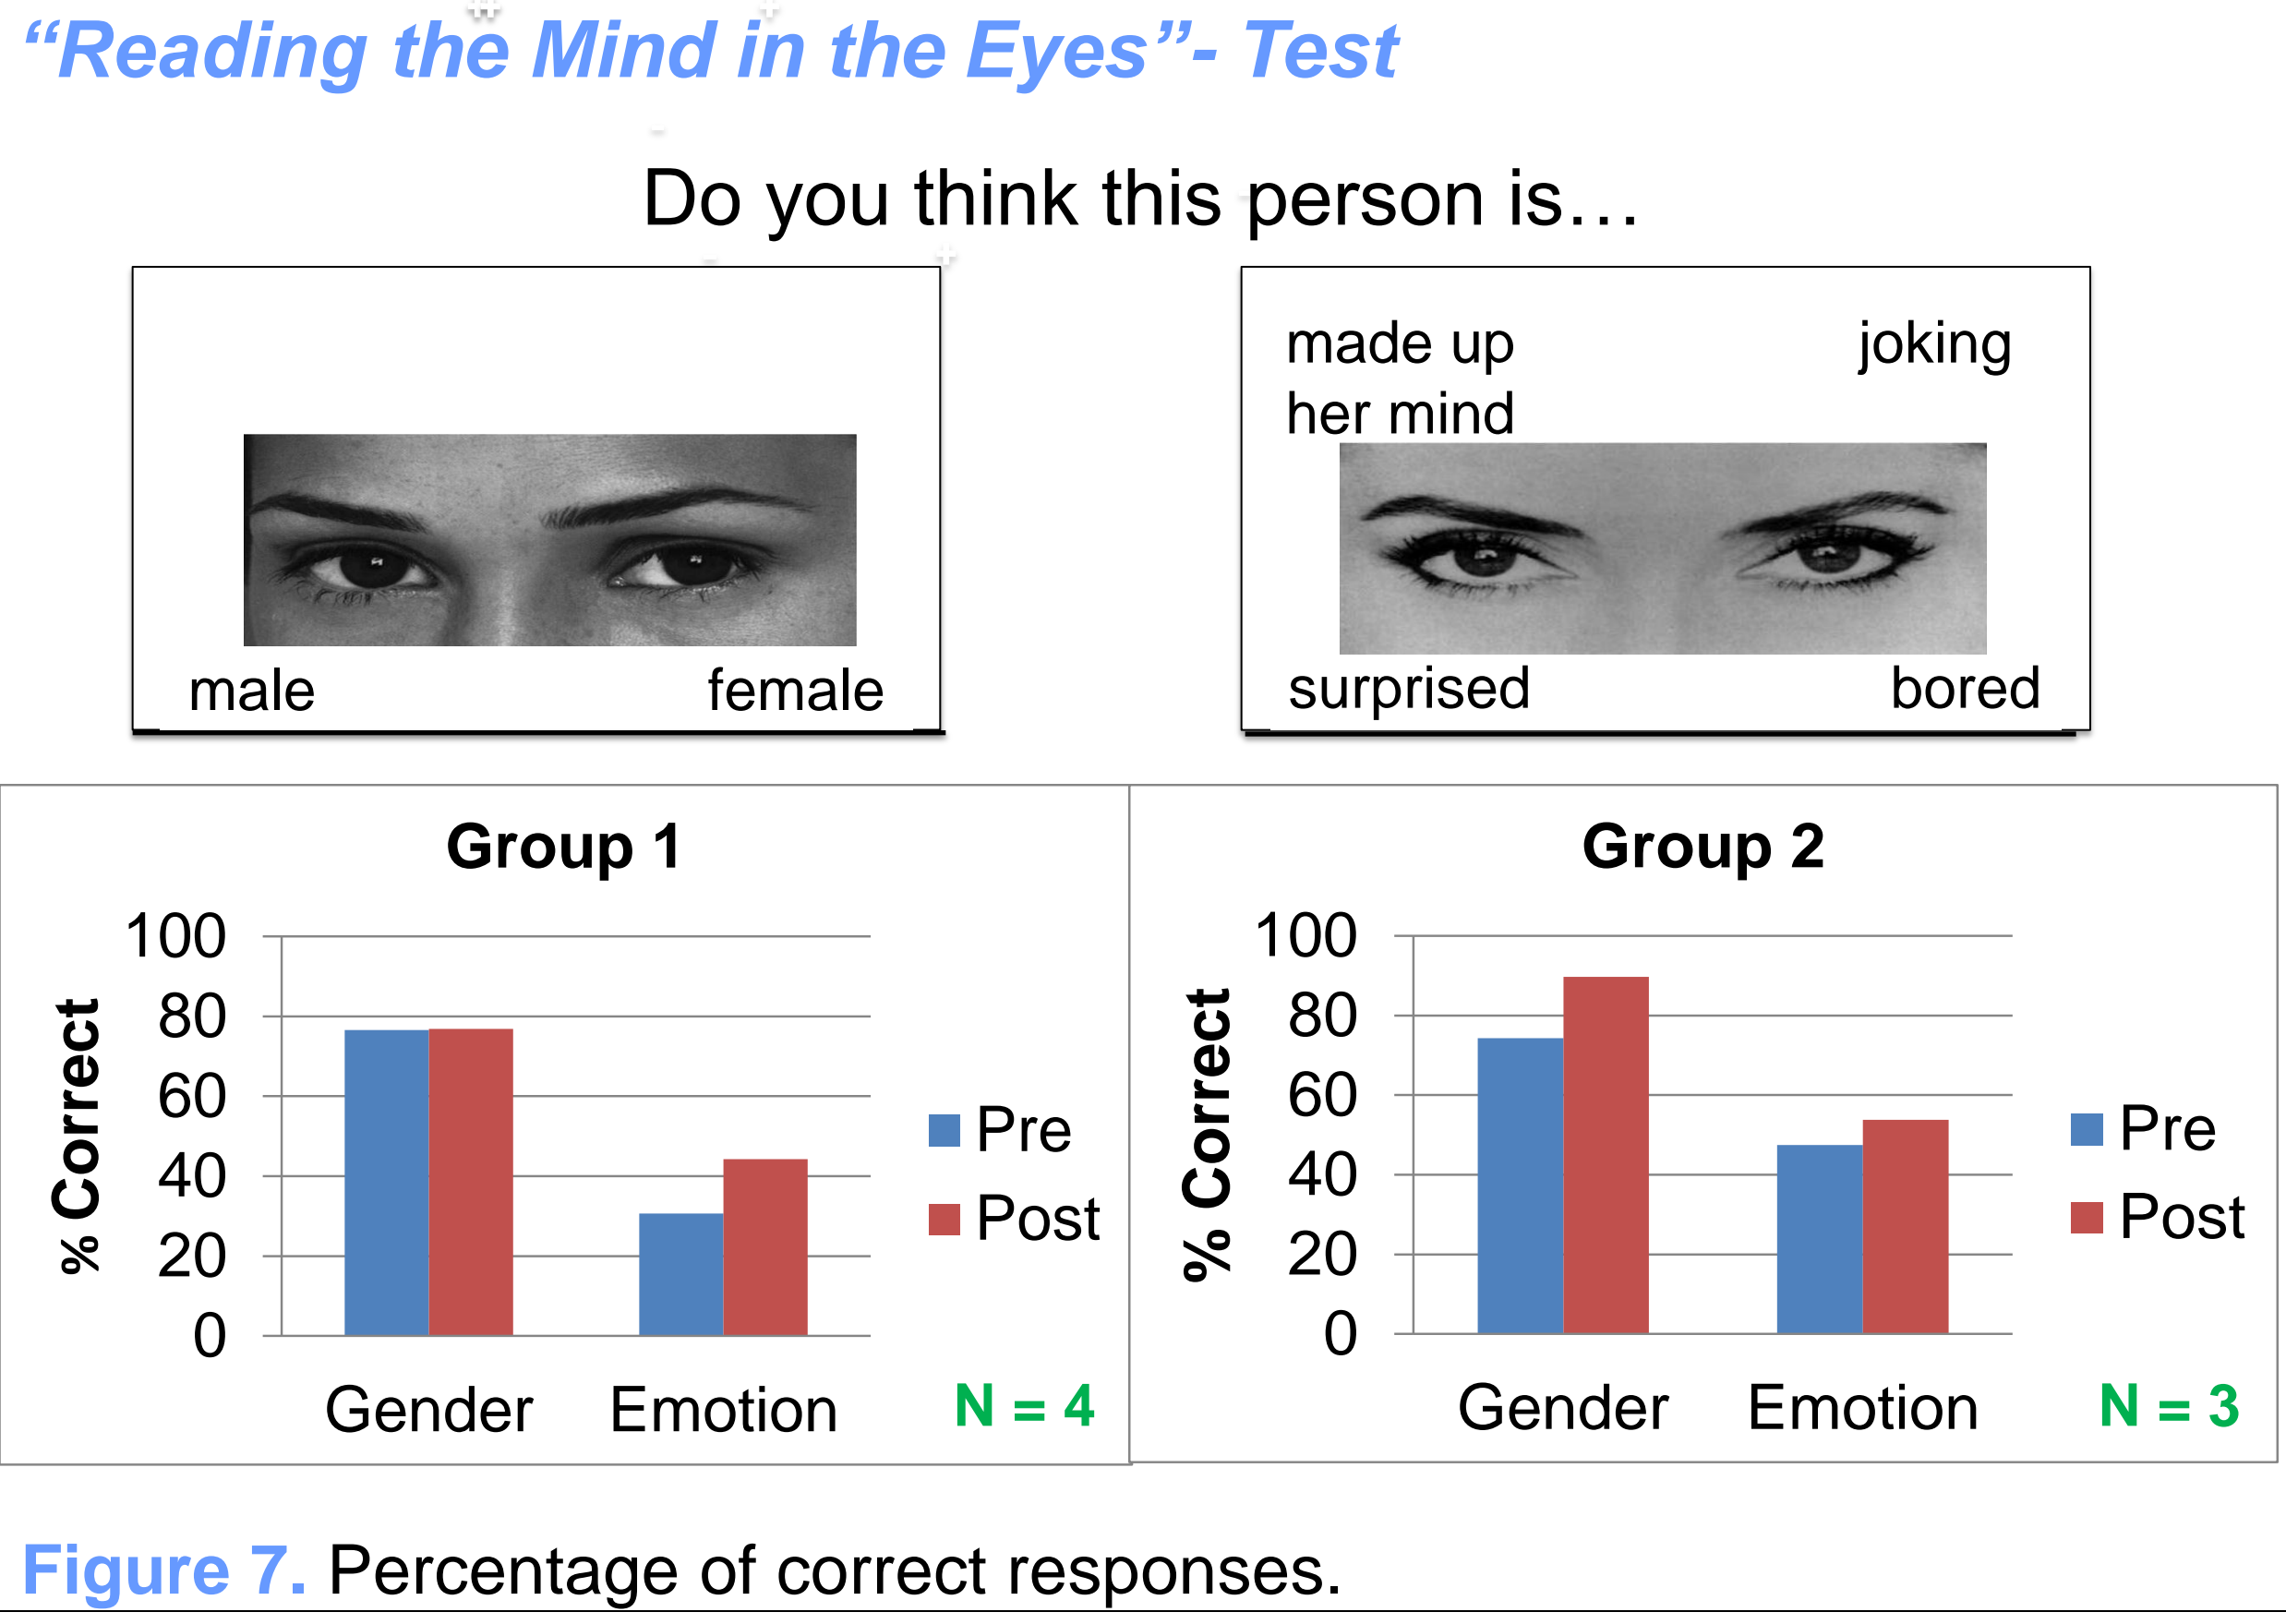 “Reading the Mind in the Eyes”- Test
Do you think this person is…
male female
made up joking
her mind
surprised bored
Group 1
100
80
60
40
20
0
% Correct
Gender Emotion
Pre
Post
N = 4
Group 2
100
80
60
40
20
0
% Correct
Gender Emotion
Pre
Post
N = 3
Figure 7. Percentage of correct responses.